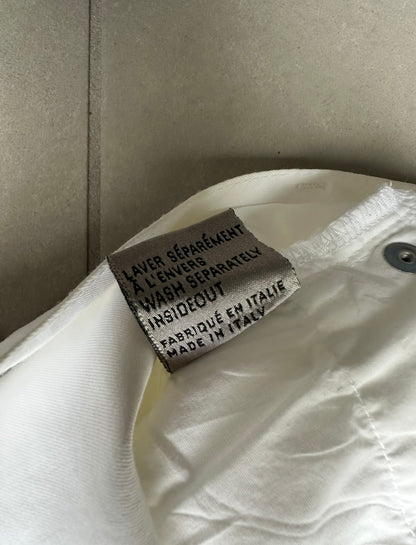 LAVER SÉPARÉMENT
À L'ENVERS
WASH SEPARATELY
INSIDEOUT
FABRIQUÉ EN ITALIE
MADE IN ITALY